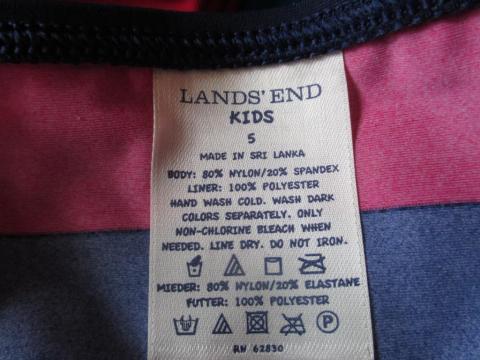 LANDS' END
KIDS
5
MADE IN SRI LANKA
BODY: 80% NYLON/20% SPANDEX
LINER: 100% POLYESTER
HAND WASH COLD. WASH DARK
COLORS SEPARATELY. ONLY
NON-CHLORINE BLEACH WHEN
NEEDED. LINE DRY. DO NOT IRON.
MIEDER: 80% NYLON/20% ELASTANE
FUTTER: 100% POLYESTER
P
RN 62830